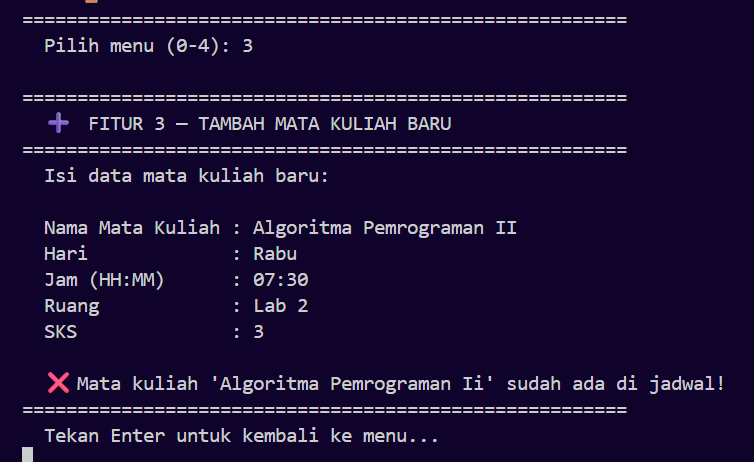 =======================================================
Pilih menu (0-4): 3
=======================================================
➕ FITUR 3 — TAMBAH MATA KULIAH BARU
=======================================================
Isi data mata kuliah baru:
Nama Mata Kuliah : Algoritma Pemrograman II
Hari : Rabu
Jam (HH:MM) : 07:30
Ruang : Lab 2
SKS : 3
❌ Mata kuliah 'Algoritma Pemrograman Ii' sudah ada di jadwal!
=======================================================
Tekan Enter untuk kembali ke menu...